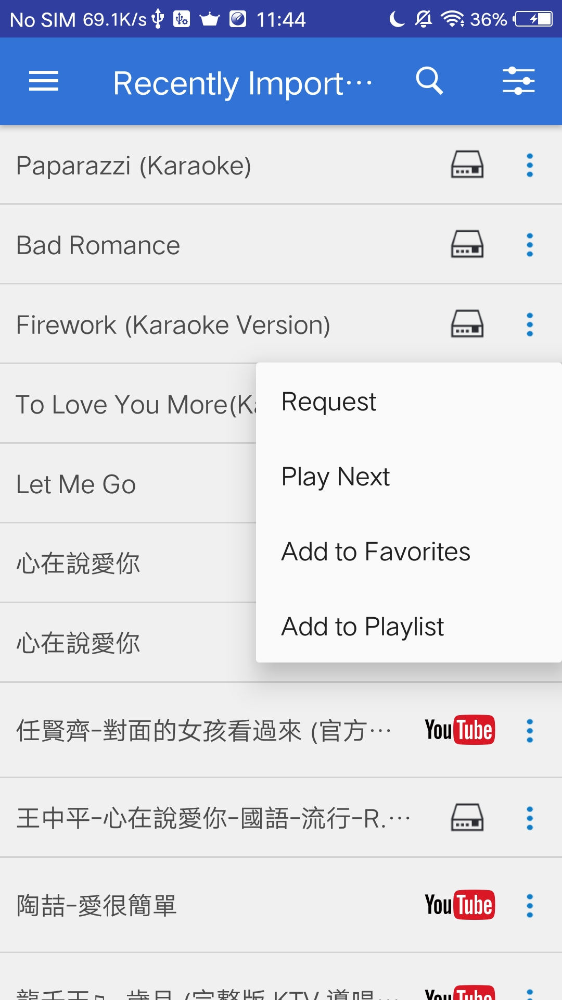 No SIM 69.1K/s 11:44 36%
Recently Import...
Paparazzi (Karaoke)
Bad Romance
Firework (Karaoke Version)
To Love You More(K
Request
Play Next
Let Me Go
Add to Favorites
心在說愛你
Add to Playlist
心在說愛你
任賢齊-對面的女孩看過來 (官方... YouTube
王中平-心在說愛你-國語-流行-R....
陶喆-愛很簡單 YouTube